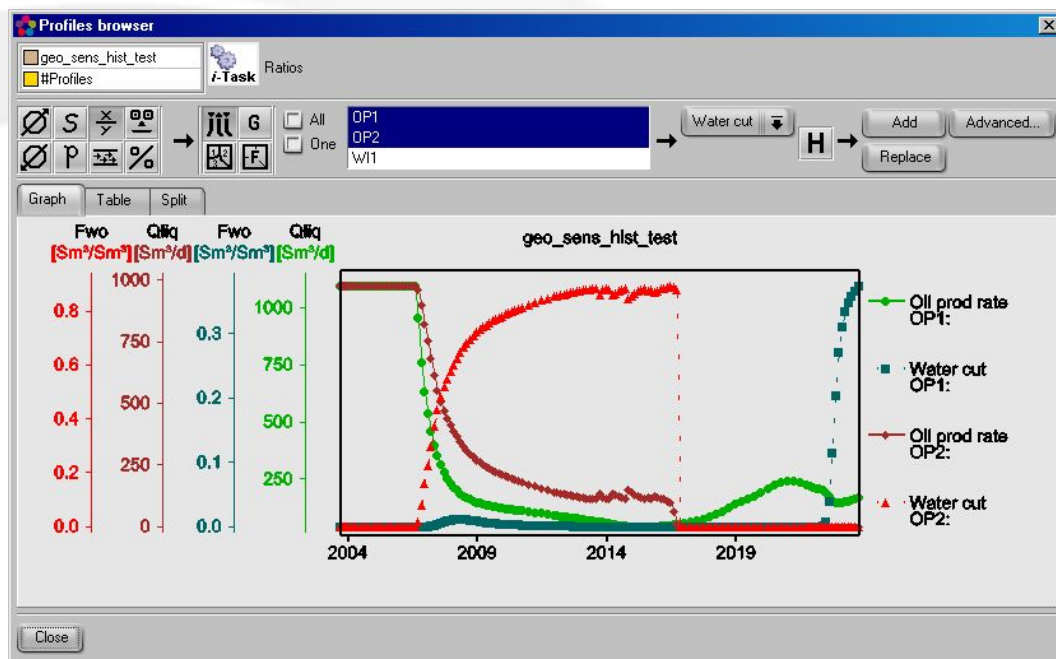 Profiles browser
geo_sens_hist_test
#Profiles
i-Task
Ratios
S
x
y
P
%
G
1 2
3
F
All
One
OP1
OP2
WI1
Water cut
H
Add
Advanced...
Replace
Graph
Table
Split
Fwo Qliq Fwo Qliq
[Sm³/Sm³] [Sm³/d] [Sm³/Sm³] [Sm³/d]
geo_sens_hist_test
0.8
0.6
0.4
0.2
0.0
1000
750
500
250
0
0.3
0.2
0.1
0.0
1000
750
500
250
2004 2009 2014 2019
Oil prod rate
OP1:
Water cut
OP1:
Oil prod rate
OP2:
Water cut
OP2:
Close